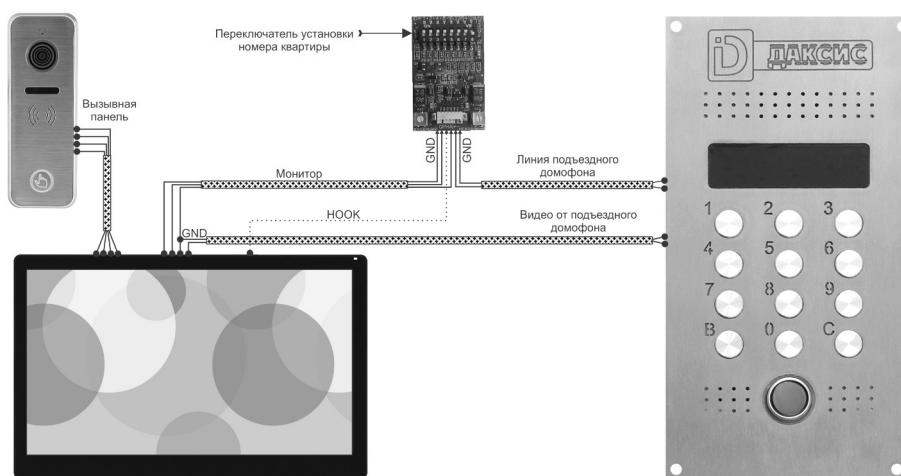 Переключатель установки
номера квартиры
iD ДАКСИС
Вызывная
панель
GND
GND
Монитор
Линия подъездного
домофона
HOOK
Видео от подъездного
домофона
GND
1 2 3
4 5 6
7 8 9
B 0 C